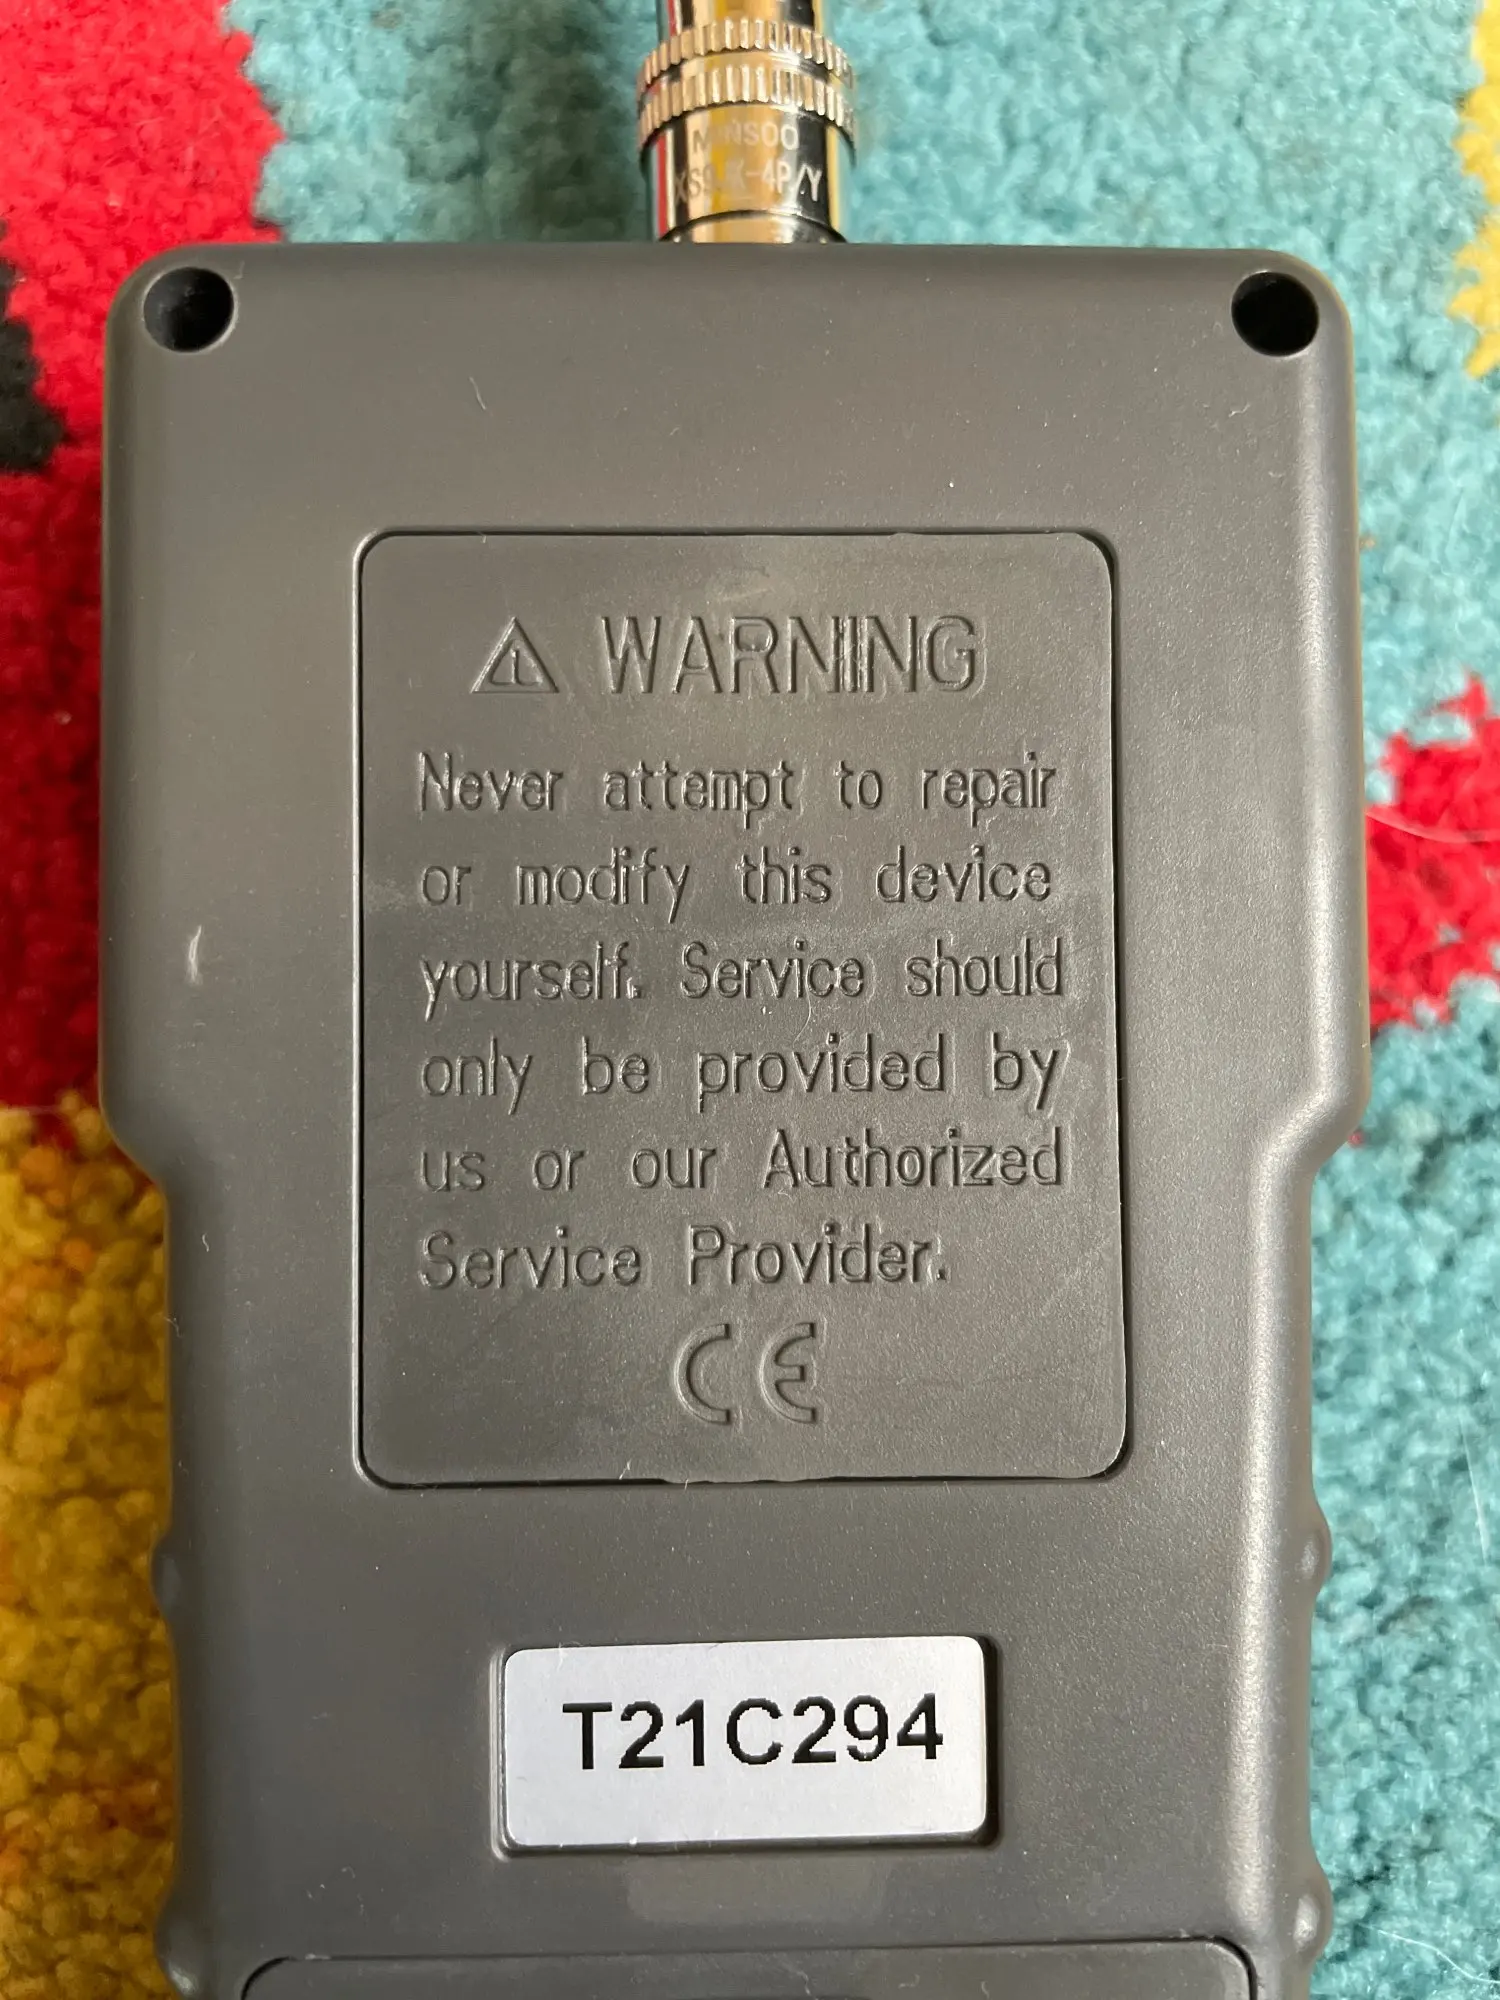 MINSOO
⚠ WARNING
Never attempt to repair
or modify this device
yourself. Service should
only be provided by
us or our Authorized
Service Provider.
CE
T21C294